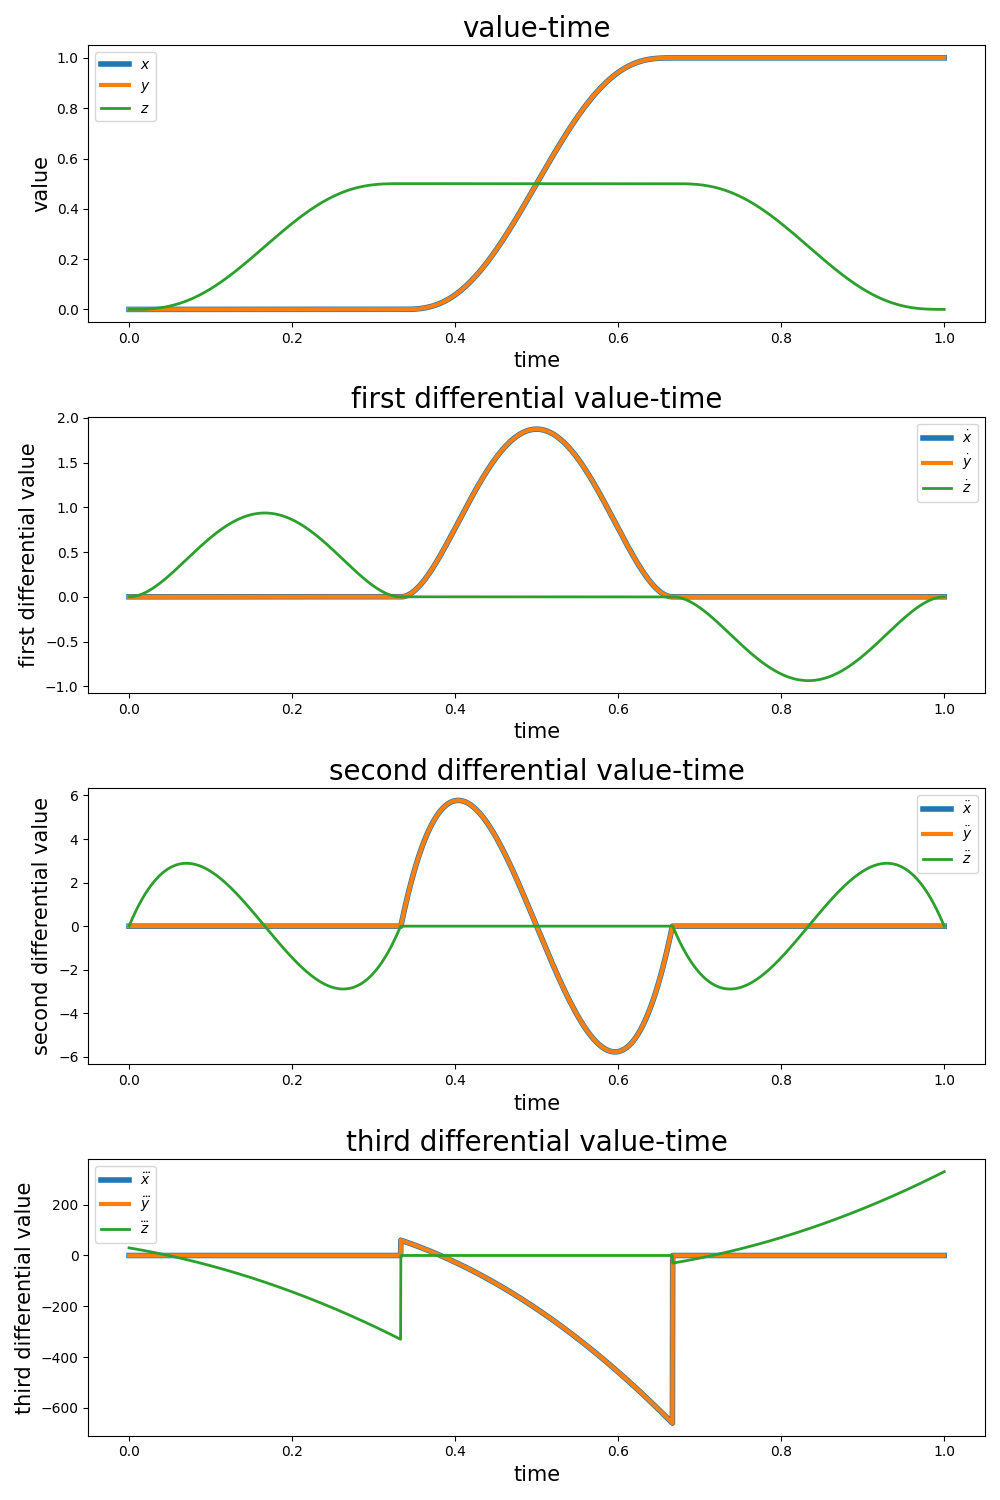 value-time
value
1.0
0.8
0.6
0.4
0.2
0.0
x
y
z
0.0 0.2 0.4 0.6 0.8 1.0
time
first differential value-time
first differential value
2.0
1.5
1.0
0.5
0.0
−0.5
−1.0
ẋ
ẏ
ż
0.0 0.2 0.4 0.6 0.8 1.0
time
second differential value-time
second differential value
6
4
2
0
−2
−4
−6
ẍ
ÿ
z̈
0.0 0.2 0.4 0.6 0.8 1.0
time
third differential value-time
third differential value
200
0
−200
−400
−600
x⃛
y⃛
z⃛
0.0 0.2 0.4 0.6 0.8 1.0
time